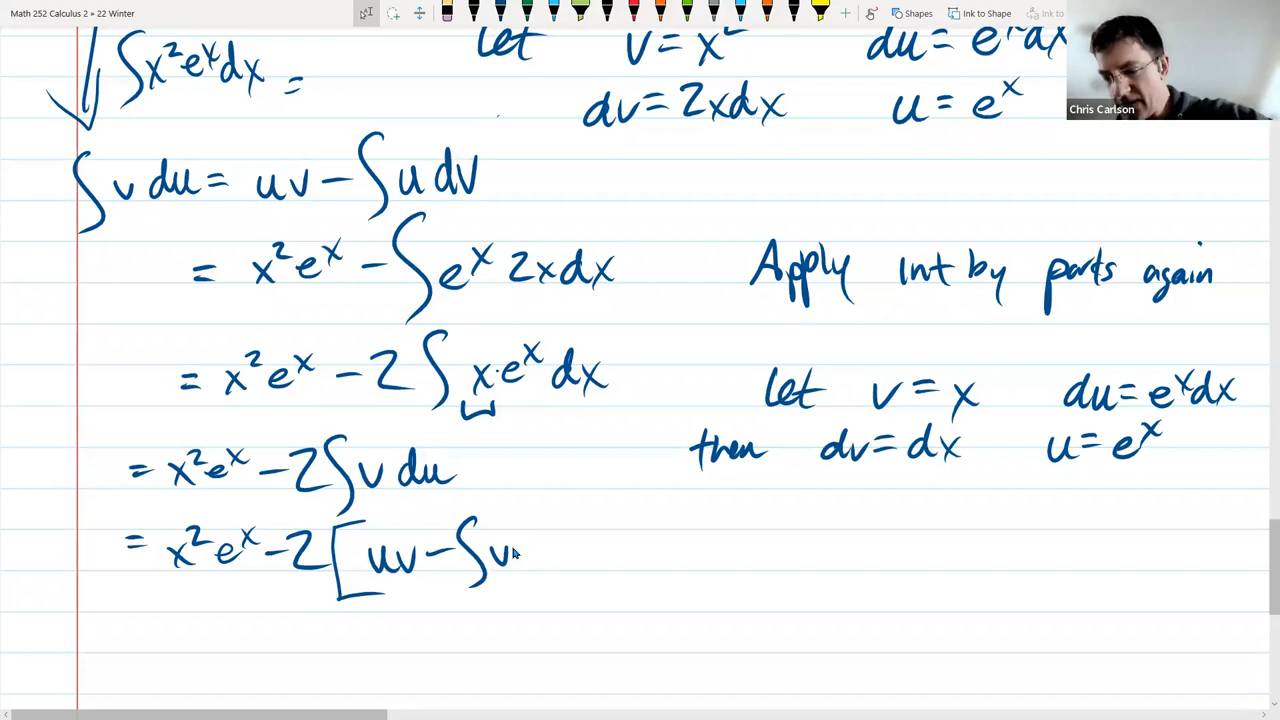 Math 252 Calculus 2 » 22 Winter
Shapes
Ink to Shape
Ink to
Chris Carlson
∫x²eˣdx =
let v = x² du = eˣdx
dv = 2xdx u = eˣ
∫v du = uv - ∫u dv
= x²eˣ - ∫eˣ 2xdx Apply int by parts again
= x²eˣ - 2∫x·eˣ dx let v = x du = eˣdx
= x²eˣ - 2∫v du then dv = dx u = eˣ
= x²eˣ - 2[uv - ∫